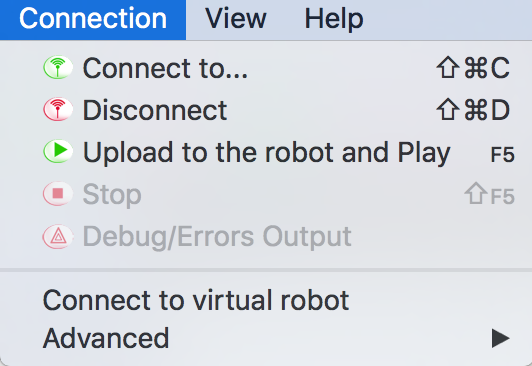 Connection View Help
Connect to... ⇧⌘C
Disconnect ⇧⌘D
Upload to the robot and Play F5
Stop ⇧F5
Debug/Errors Output
Connect to virtual robot
Advanced